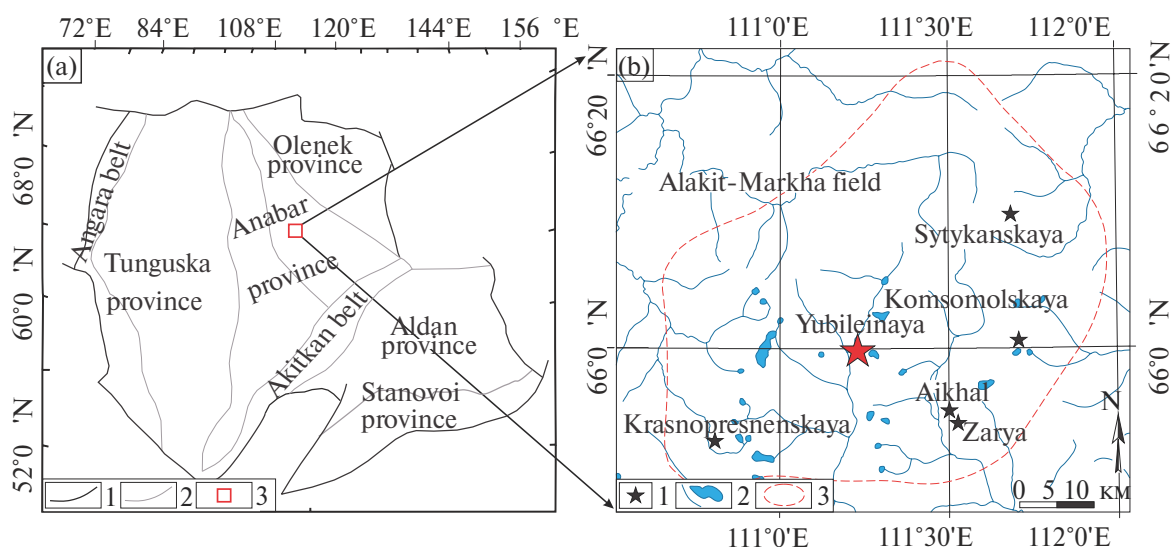 72°E 84°E 108°E 120°E 144°E 156°E
(a)
68°0'N
60°0'N
52°0'N
Angara belt
Olenek
province
Anabar
province
Tunguska
province
Akitkan belt
Aldan
province
Stanovoi
province
1 2 3
111°0'E 111°30'E 112°0'E
(b)
66°20'N 66°20'N
66°0'N 66°0'N
Alakit-Markha field
Sytykanskaya
Komsomolskaya
Yubileinaya
Aikhal
Zarya
Krasnopresnenskaya
N
0 5 10 км
1 2 3
111°0'E 111°30'E 112°0'E